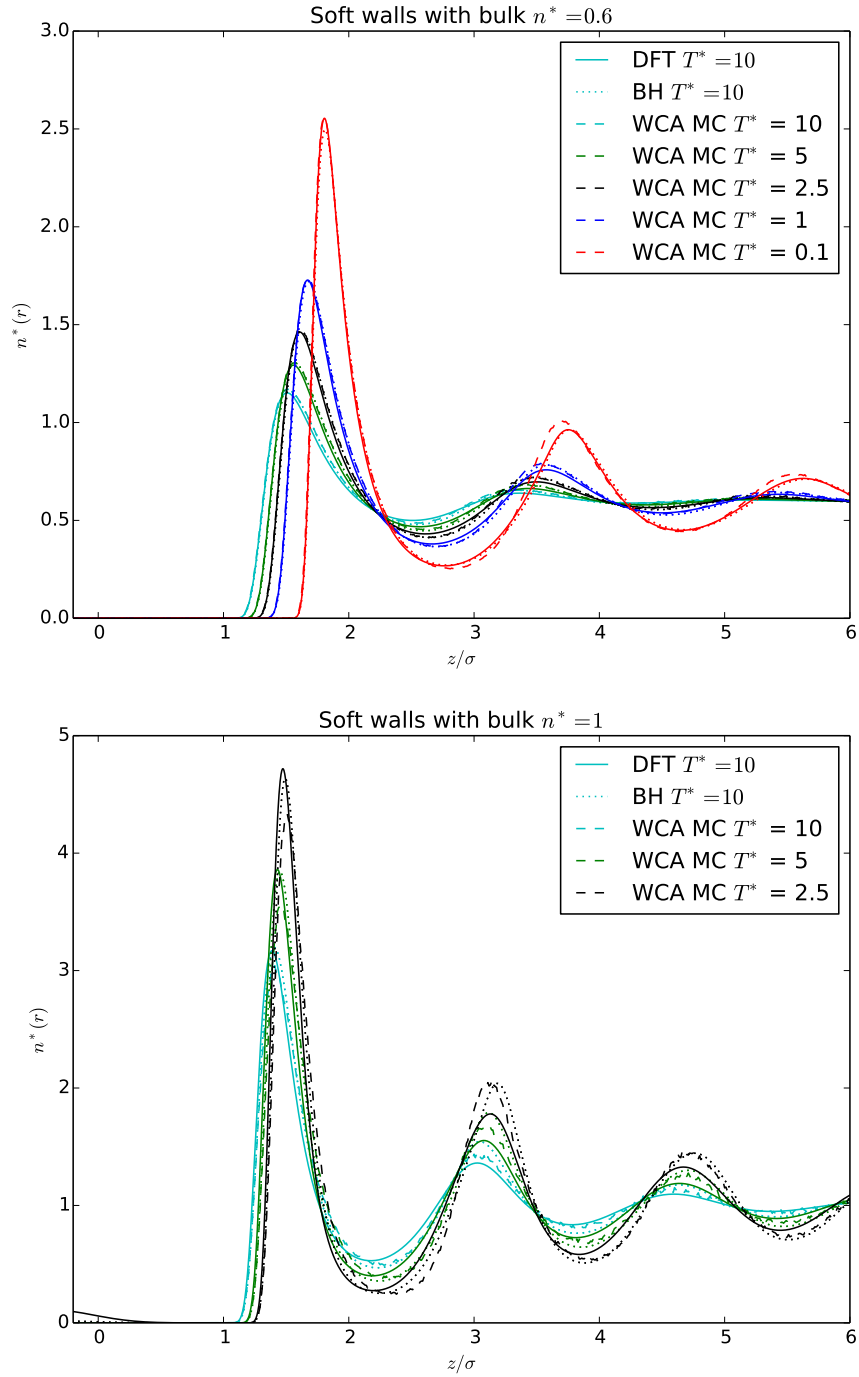 Soft walls with bulk n* =0.6
3.0
2.5
2.0
1.5
1.0
0.5
0.0
n*(r)
DFT T* =10
BH T* =10
WCA MC T* = 10
WCA MC T* = 5
WCA MC T* = 2.5
WCA MC T* = 1
WCA MC T* = 0.1
0 1 2 3 4 5 6
z/σ
Soft walls with bulk n* =1
5
4
3
2
1
0
n*(r)
DFT T* =10
BH T* =10
WCA MC T* = 10
WCA MC T* = 5
WCA MC T* = 2.5
0 1 2 3 4 5 6
z/σ